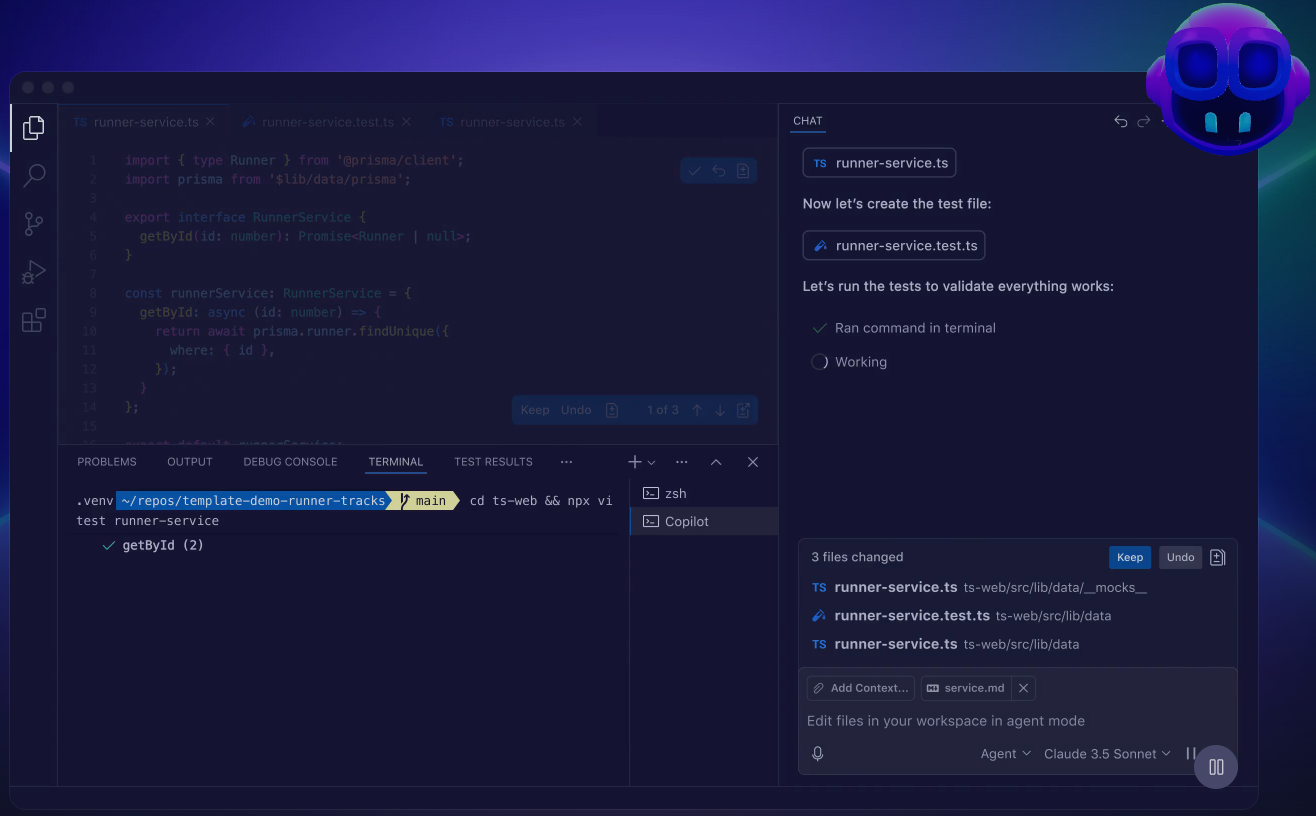 TS runner-service.ts ×
runner-service.test.ts ×
TS runner-service.ts ×
1 import { type Runner } from '@prisma/client';
2 import prisma from '$lib/data/prisma';
3
4 export interface RunnerService {
5 getById(id: number): Promise<Runner | null>;
6 }
7
8 const runnerService: RunnerService = {
9 getById: async (id: number) => {
10 return await prisma.runner.findUnique({
11 where: { id },
12 });
13 }
14 };
15
Keep Undo 1 of 3
PROBLEMS OUTPUT DEBUG CONSOLE TERMINAL TEST RESULTS ...
.venv ~/repos/template-demo-runner-tracks main cd ts-web && npx vi
test runner-service
✓ getById (2)
zsh
Copilot
CHAT
TS runner-service.ts
Now let’s create the test file:
runner-service.test.ts
Let’s run the tests to validate everything works:
✓ Ran command in terminal
Working
3 files changed Keep Undo
TS runner-service.ts ts-web/src/lib/data/__mocks__
runner-service.test.ts ts-web/src/lib/data
TS runner-service.ts ts-web/src/lib/data
Add Context... service.md ×
Edit files in your workspace in agent mode
Agent Claude 3.5 Sonnet